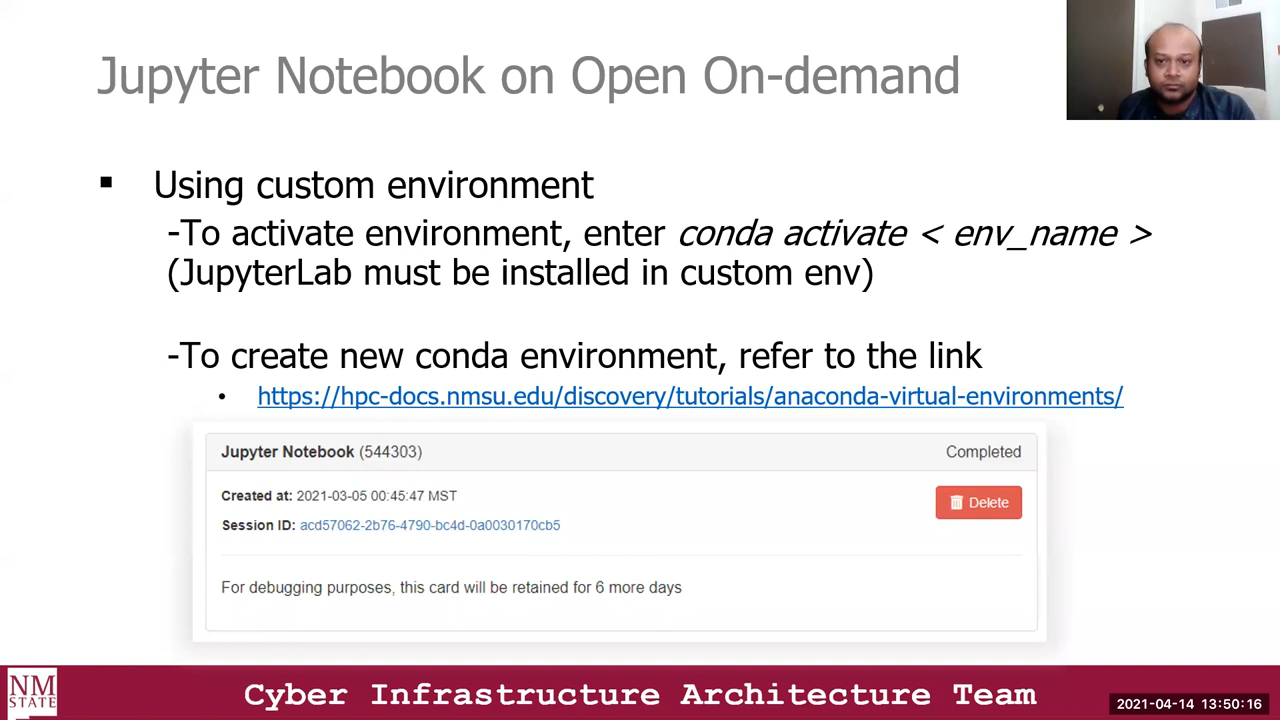 Jupyter Notebook on Open On-demand
▪ Using custom environment
-To activate environment, enter conda activate < env_name >
(JupyterLab must be installed in custom env)
-To create new conda environment, refer to the link
• https://hpc-docs.nmsu.edu/discovery/tutorials/anaconda-virtual-environments/
Jupyter Notebook (544303) Completed
Created at: 2021-03-05 00:45:47 MST
Delete
Session ID: acd57062-2b76-4790-bc4d-0a0030170cb5
For debugging purposes, this card will be retained for 6 more days
NM
STATE
Cyber Infrastructure Architecture Team
2021-04-14 13:50:16